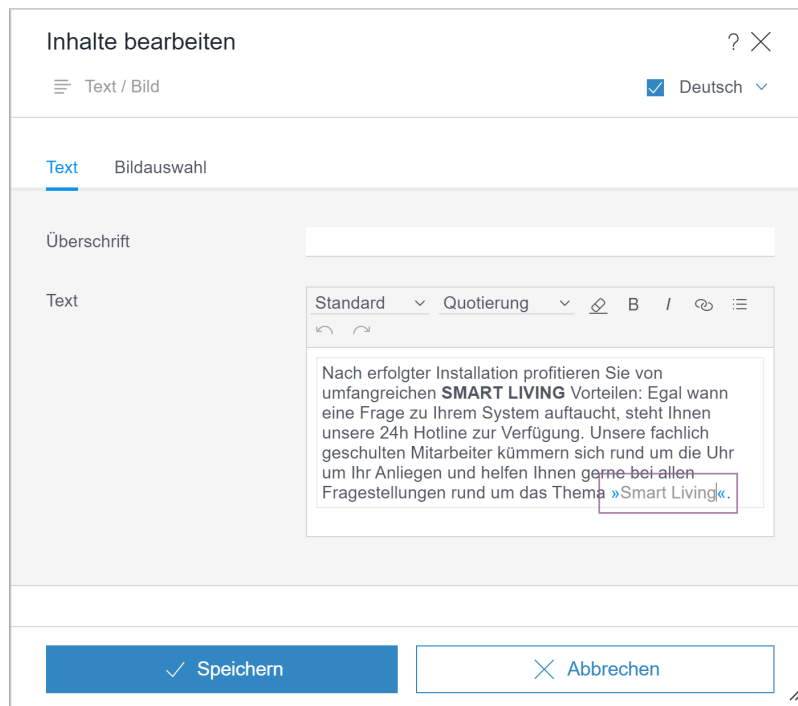 Inhalte bearbeiten ?
Text / Bild Deutsch
Text Bildauswahl
Überschrift
Text
Standard Quotierung B I
Nach erfolgter Installation profitieren Sie von
umfangreichen SMART LIVING Vorteilen: Egal wann
eine Frage zu Ihrem System auftaucht, steht Ihnen
unsere 24h Hotline zur Verfügung. Unsere fachlich
geschulten Mitarbeiter kümmern sich rund um die Uhr
um Ihr Anliegen und helfen Ihnen gerne bei allen
Fragestellungen rund um das Thema »Smart Living«.
Speichern Abbrechen